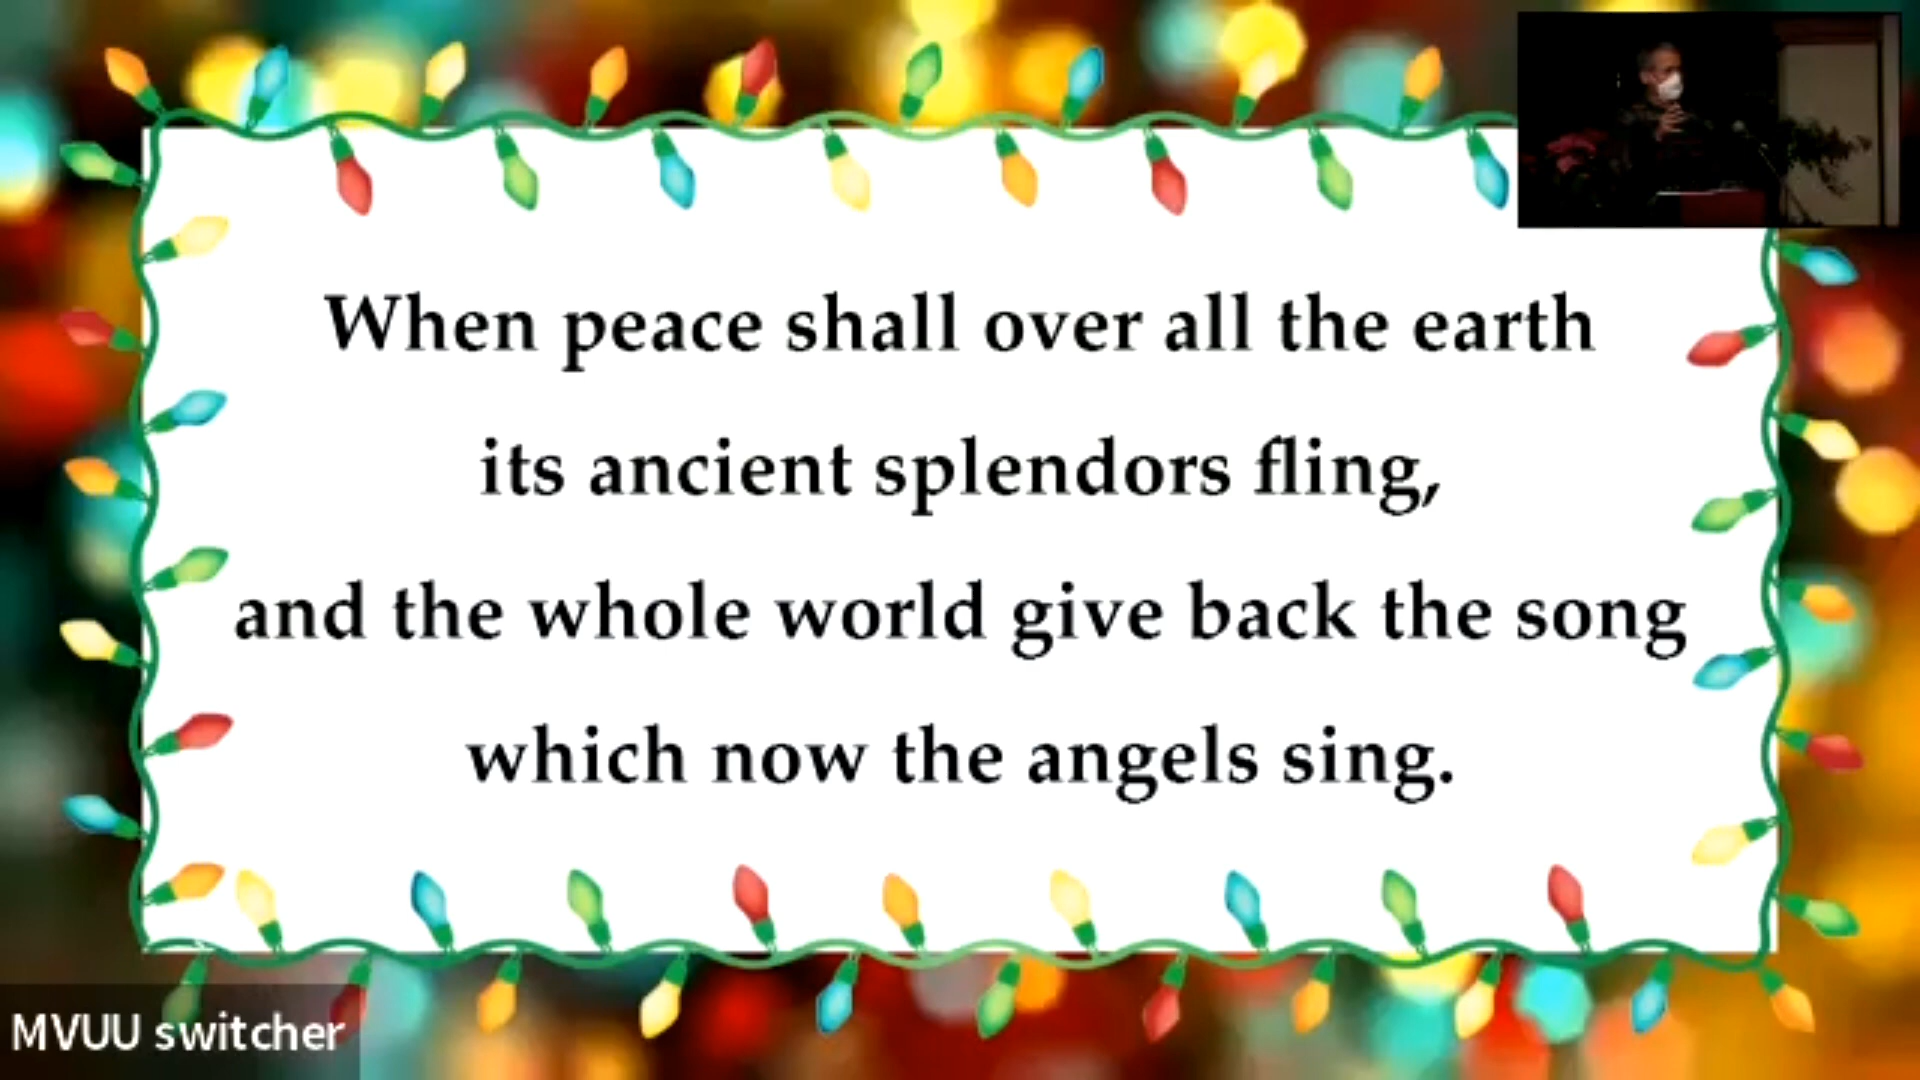 When peace shall over all the earth
its ancient splendors fling,
and the whole world give back the song
which now the angels sing.
MVUU switcher